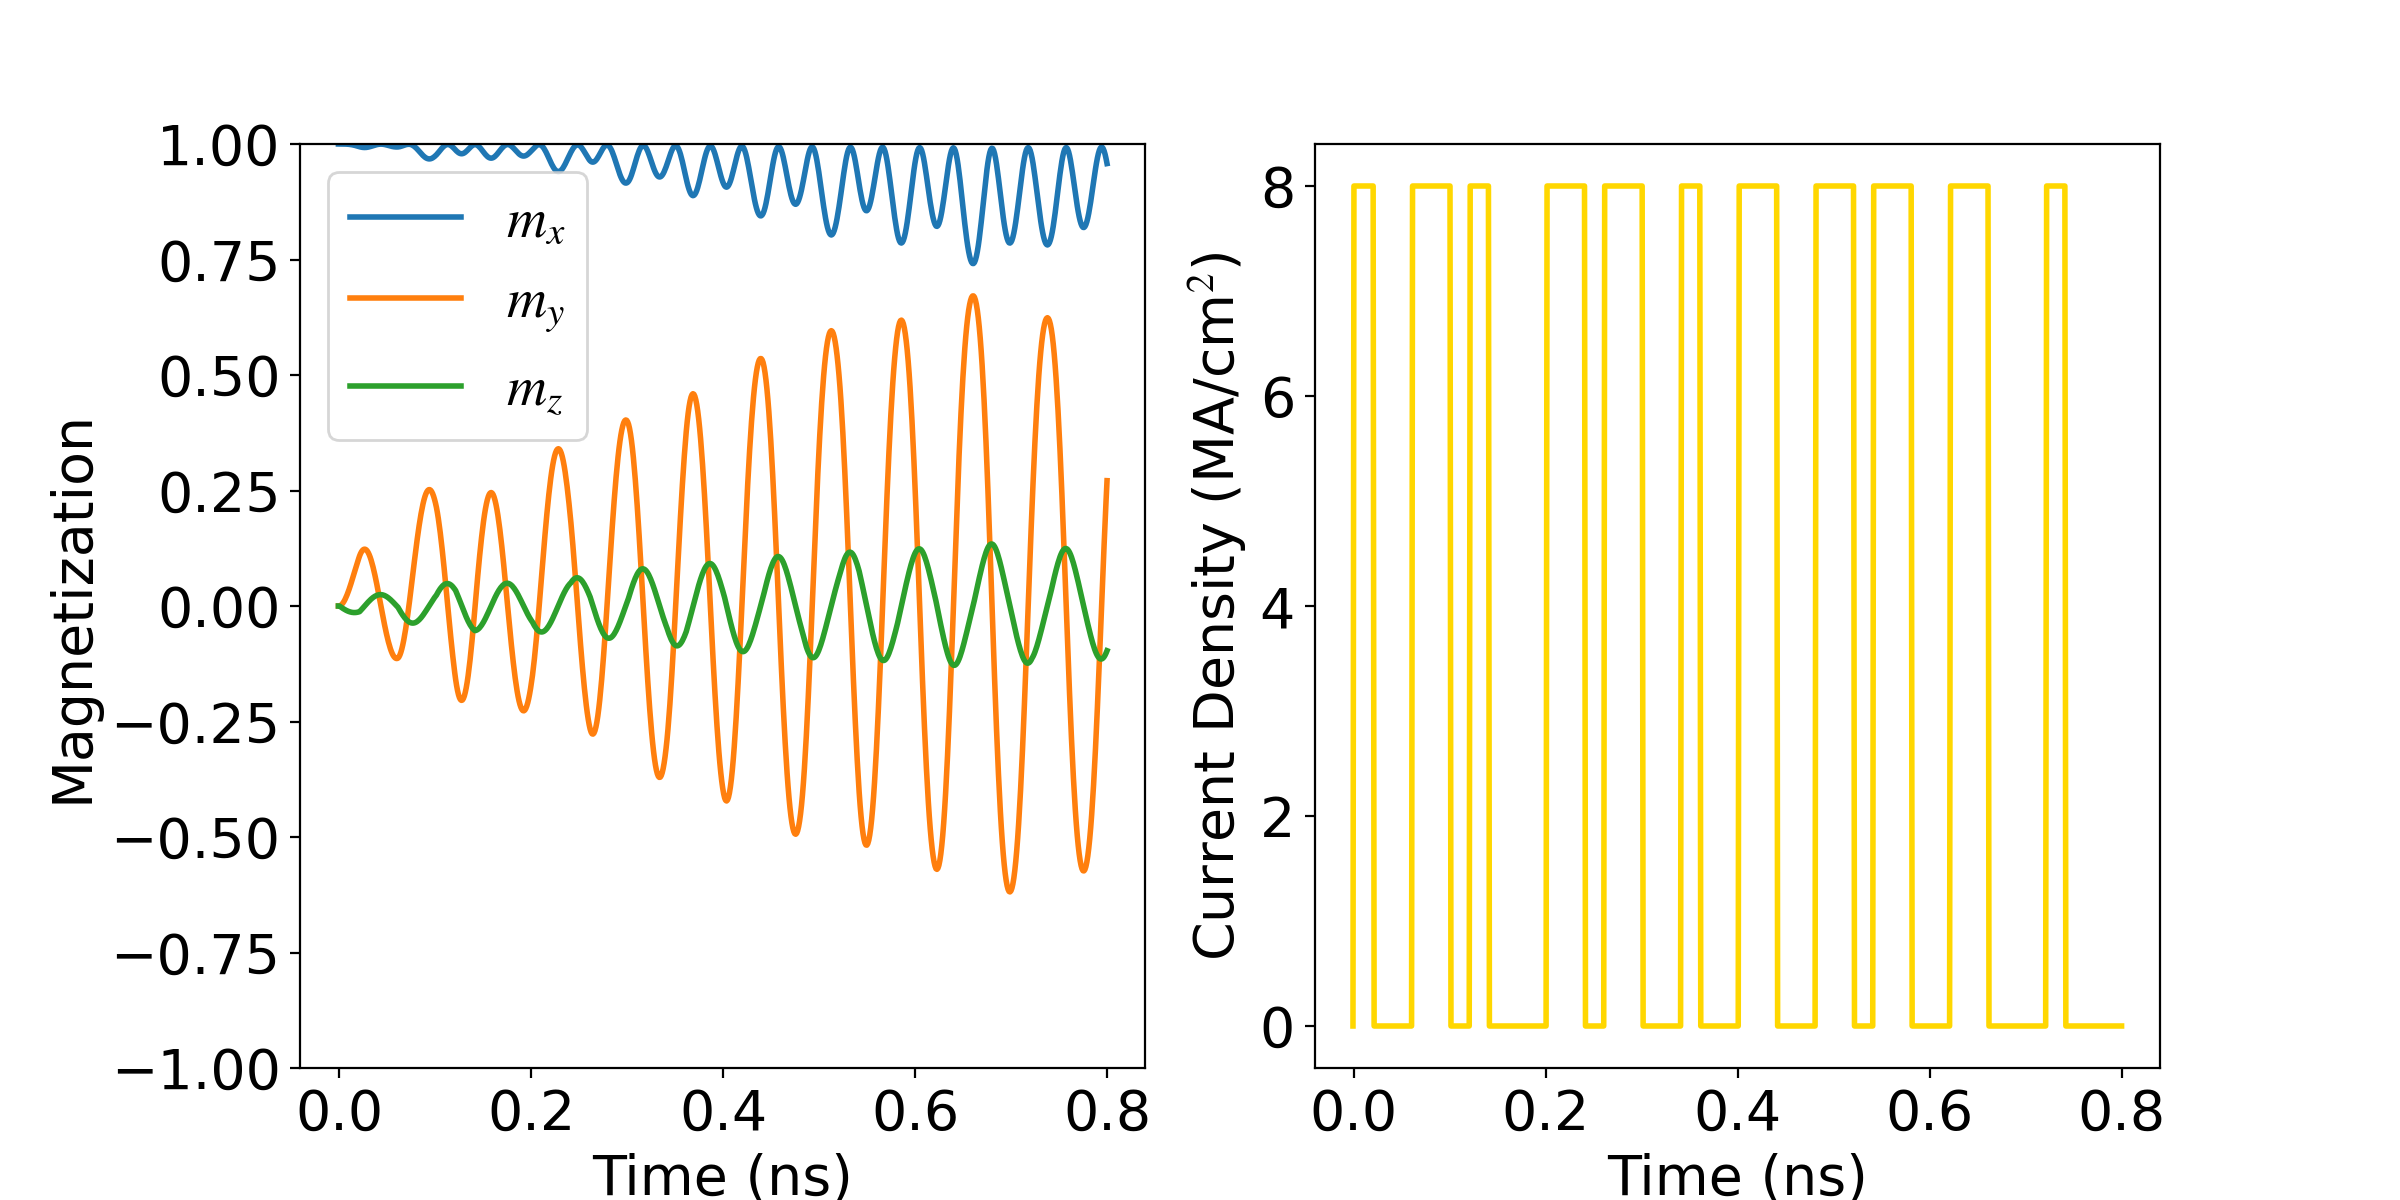 1.00
0.75
0.50
0.25
0.00
−0.25
−0.50
−0.75
−1.00
Magnetization
m_x
m_y
m_z
0.0 0.2 0.4 0.6 0.8
Time (ns)
8
6
4
2
0
Current Density (MA/cm²)
0.0 0.2 0.4 0.6 0.8
Time (ns)